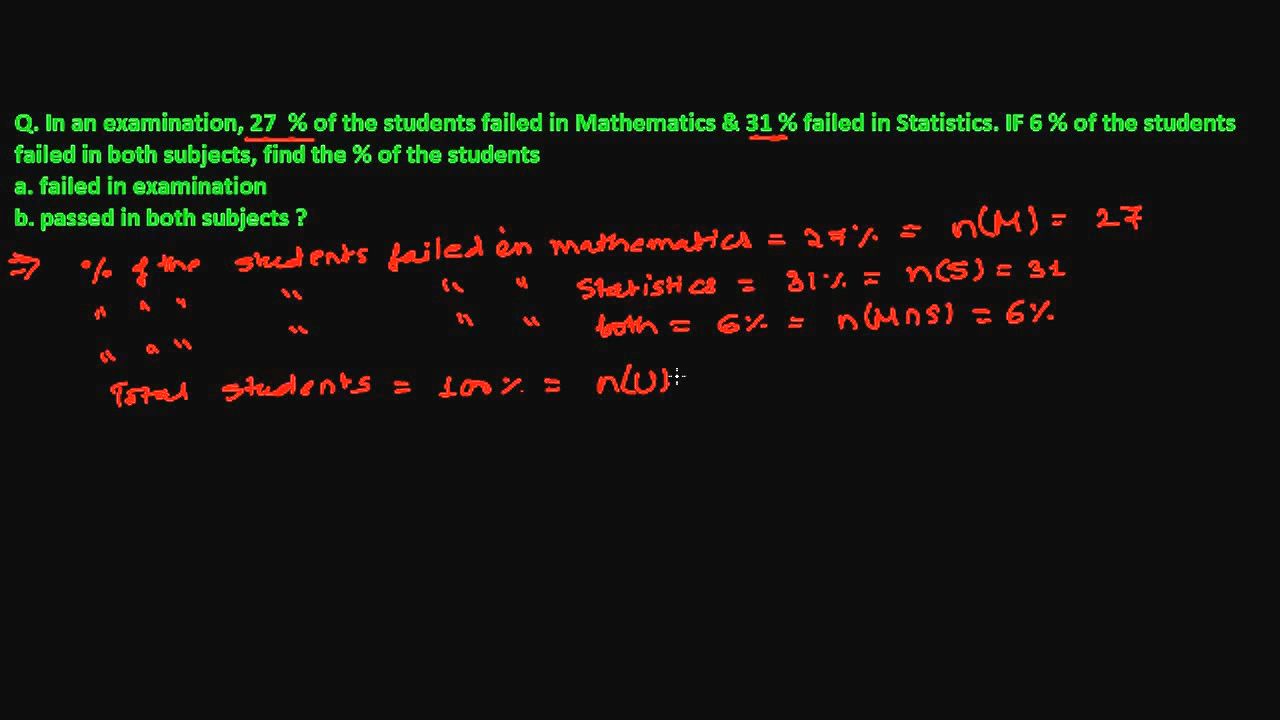 Q. In an examination, 27 % of the students failed in Mathematics & 31 % failed in Statistics. IF 6 % of the students
failed in both subjects, find the % of the students
a. failed in examination
b. passed in both subjects ?
⇒ % of the students failed in mathematics = 27% = n(M) = 27
" " " " " " Statistics = 31% = n(S) = 31
" " " " " " both = 6% = n(M∩S) = 6%
Total students = 100% = n(U)